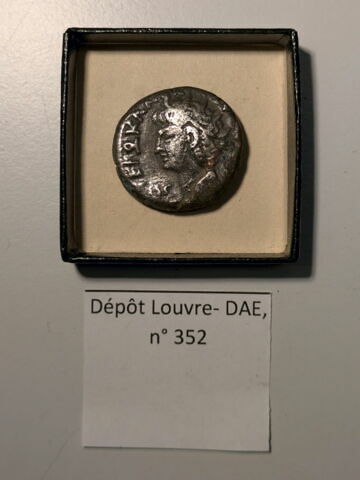 Dépôt Louvre- DAE,
n° 352